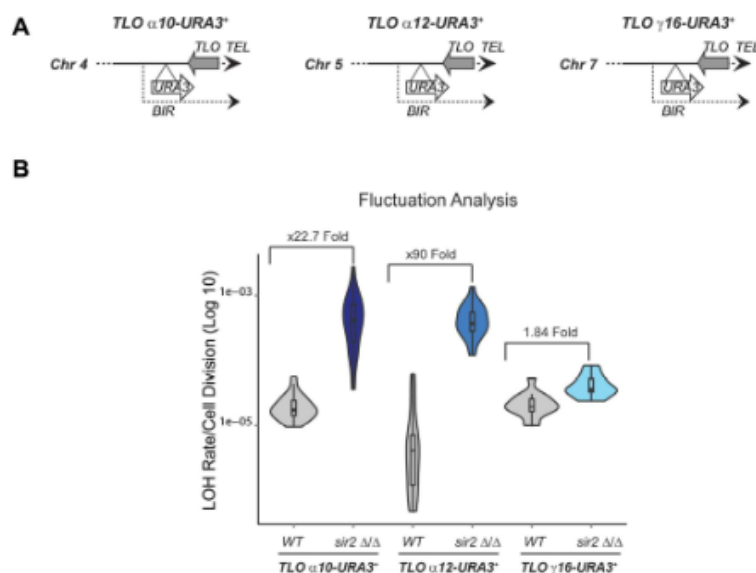 A
TLO α10-URA3⁺
TLO α12-URA3⁺
TLO γ16-URA3⁺
TLO TEL
Chr 4
URA3
BIR
TLO TEL
Chr 5
URA3
BIR
TLO TEL
Chr 7
URA3
BIR
B
Fluctuation Analysis
x22.7 Fold
x90 Fold
1.84 Fold
LOH Rate/Cell Division (Log 10)
1e−03
1e−05
WT sir2 Δ/Δ WT sir2 Δ/Δ WT sir2 Δ/Δ
TLO α10-URA3⁺ TLO α12-URA3⁺ TLO γ16-URA3⁺